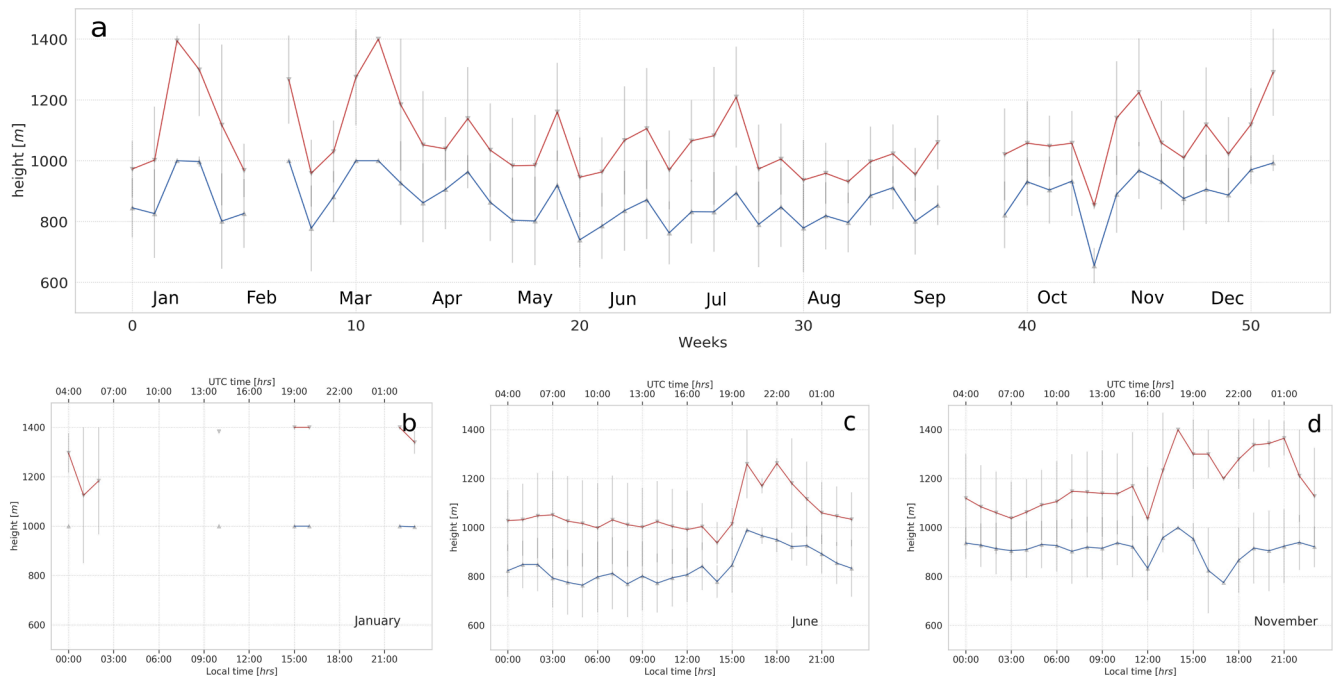 a
1400
1200
1000
800
600
height [m]
Jan Feb Mar Apr May Jun Jul Aug Sep Oct Nov Dec
0 10 20 30 40 50
Weeks
UTC time [hrs]
04:00 07:00 10:00 13:00 16:00 19:00 22:00 01:00
b
1400
1200
1000
800
600
height [m]
January
00:00 03:00 06:00 09:00 12:00 15:00 18:00 21:00
Local time [hrs]
UTC time [hrs]
04:00 07:00 10:00 13:00 16:00 19:00 22:00 01:00
c
1400
1200
1000
800
600
height [m]
June
00:00 03:00 06:00 09:00 12:00 15:00 18:00 21:00
Local time [hrs]
UTC time [hrs]
04:00 07:00 10:00 13:00 16:00 19:00 22:00 01:00
d
1400
1200
1000
800
600
height [m]
November
00:00 03:00 06:00 09:00 12:00 15:00 18:00 21:00
Local time [hrs]